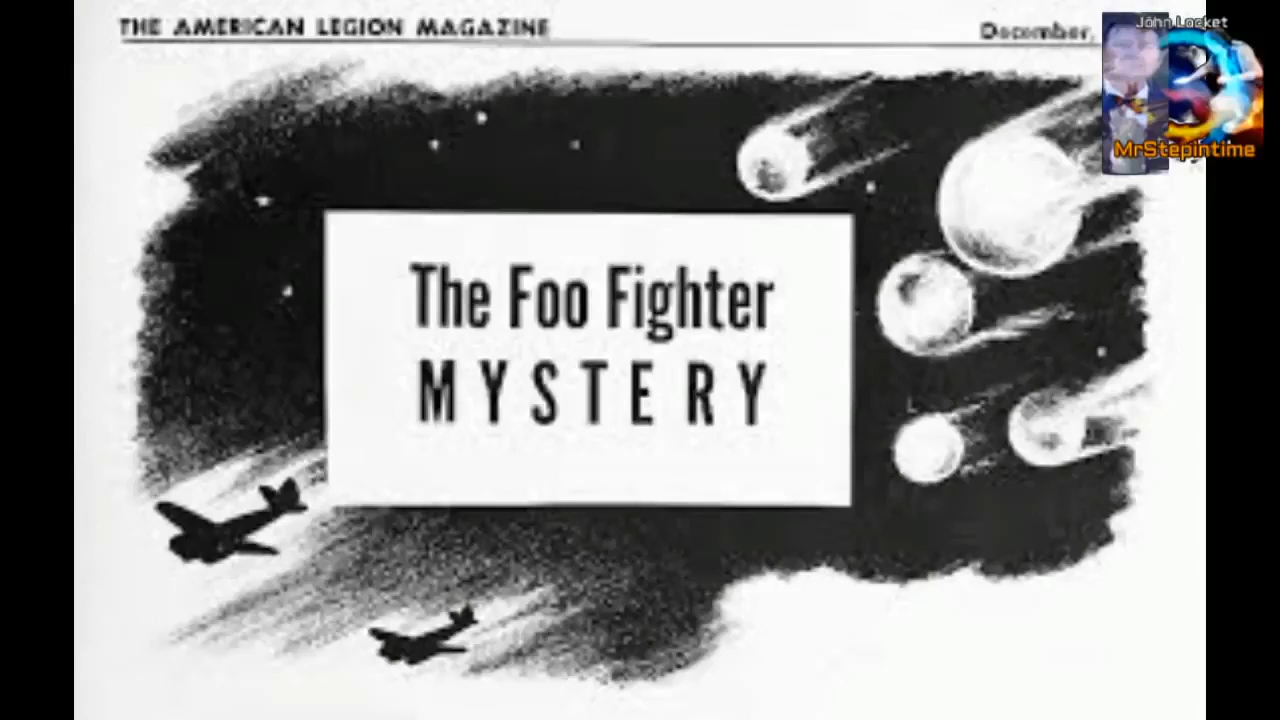 THE AMERICAN LEGION MAGAZINE
December,
John Locket
MrStepintime
The Foo Fighter
MYSTERY